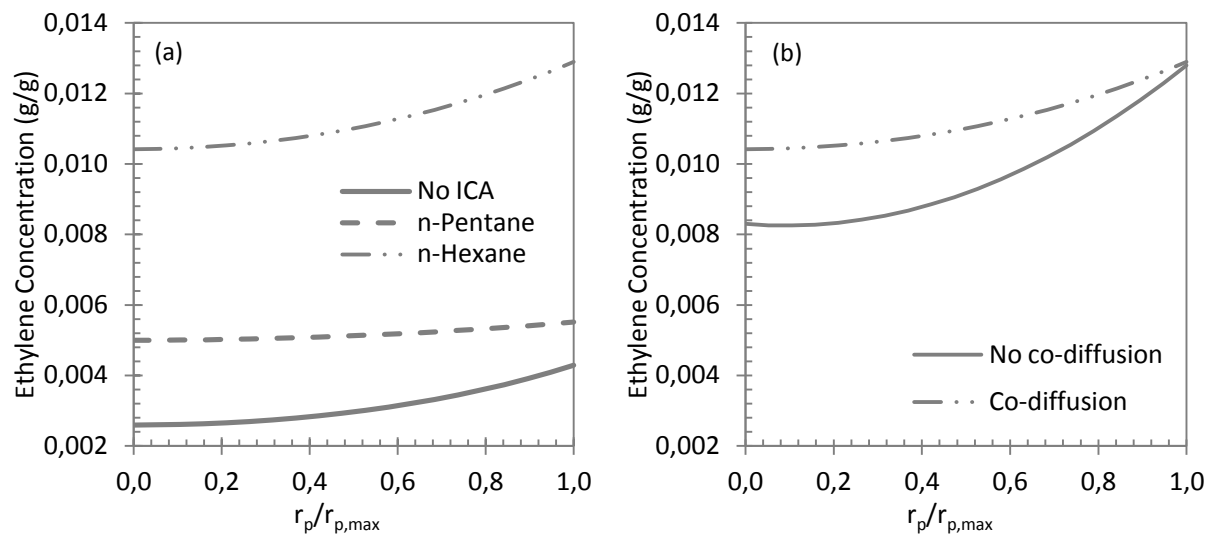 (a)
Ethylene Concentration (g/g)
0,014
0,012
0,010
0,008
0,006
0,004
0,002
No ICA
n-Pentane
n-Hexane
0,0 0,2 0,4 0,6 0,8 1,0
r_p/r_p,max
(b)
Ethylene Concentration (g/g)
0,014
0,012
0,010
0,008
0,006
0,004
0,002
No co-diffusion
Co-diffusion
0,0 0,2 0,4 0,6 0,8 1,0
r_p/r_p,max